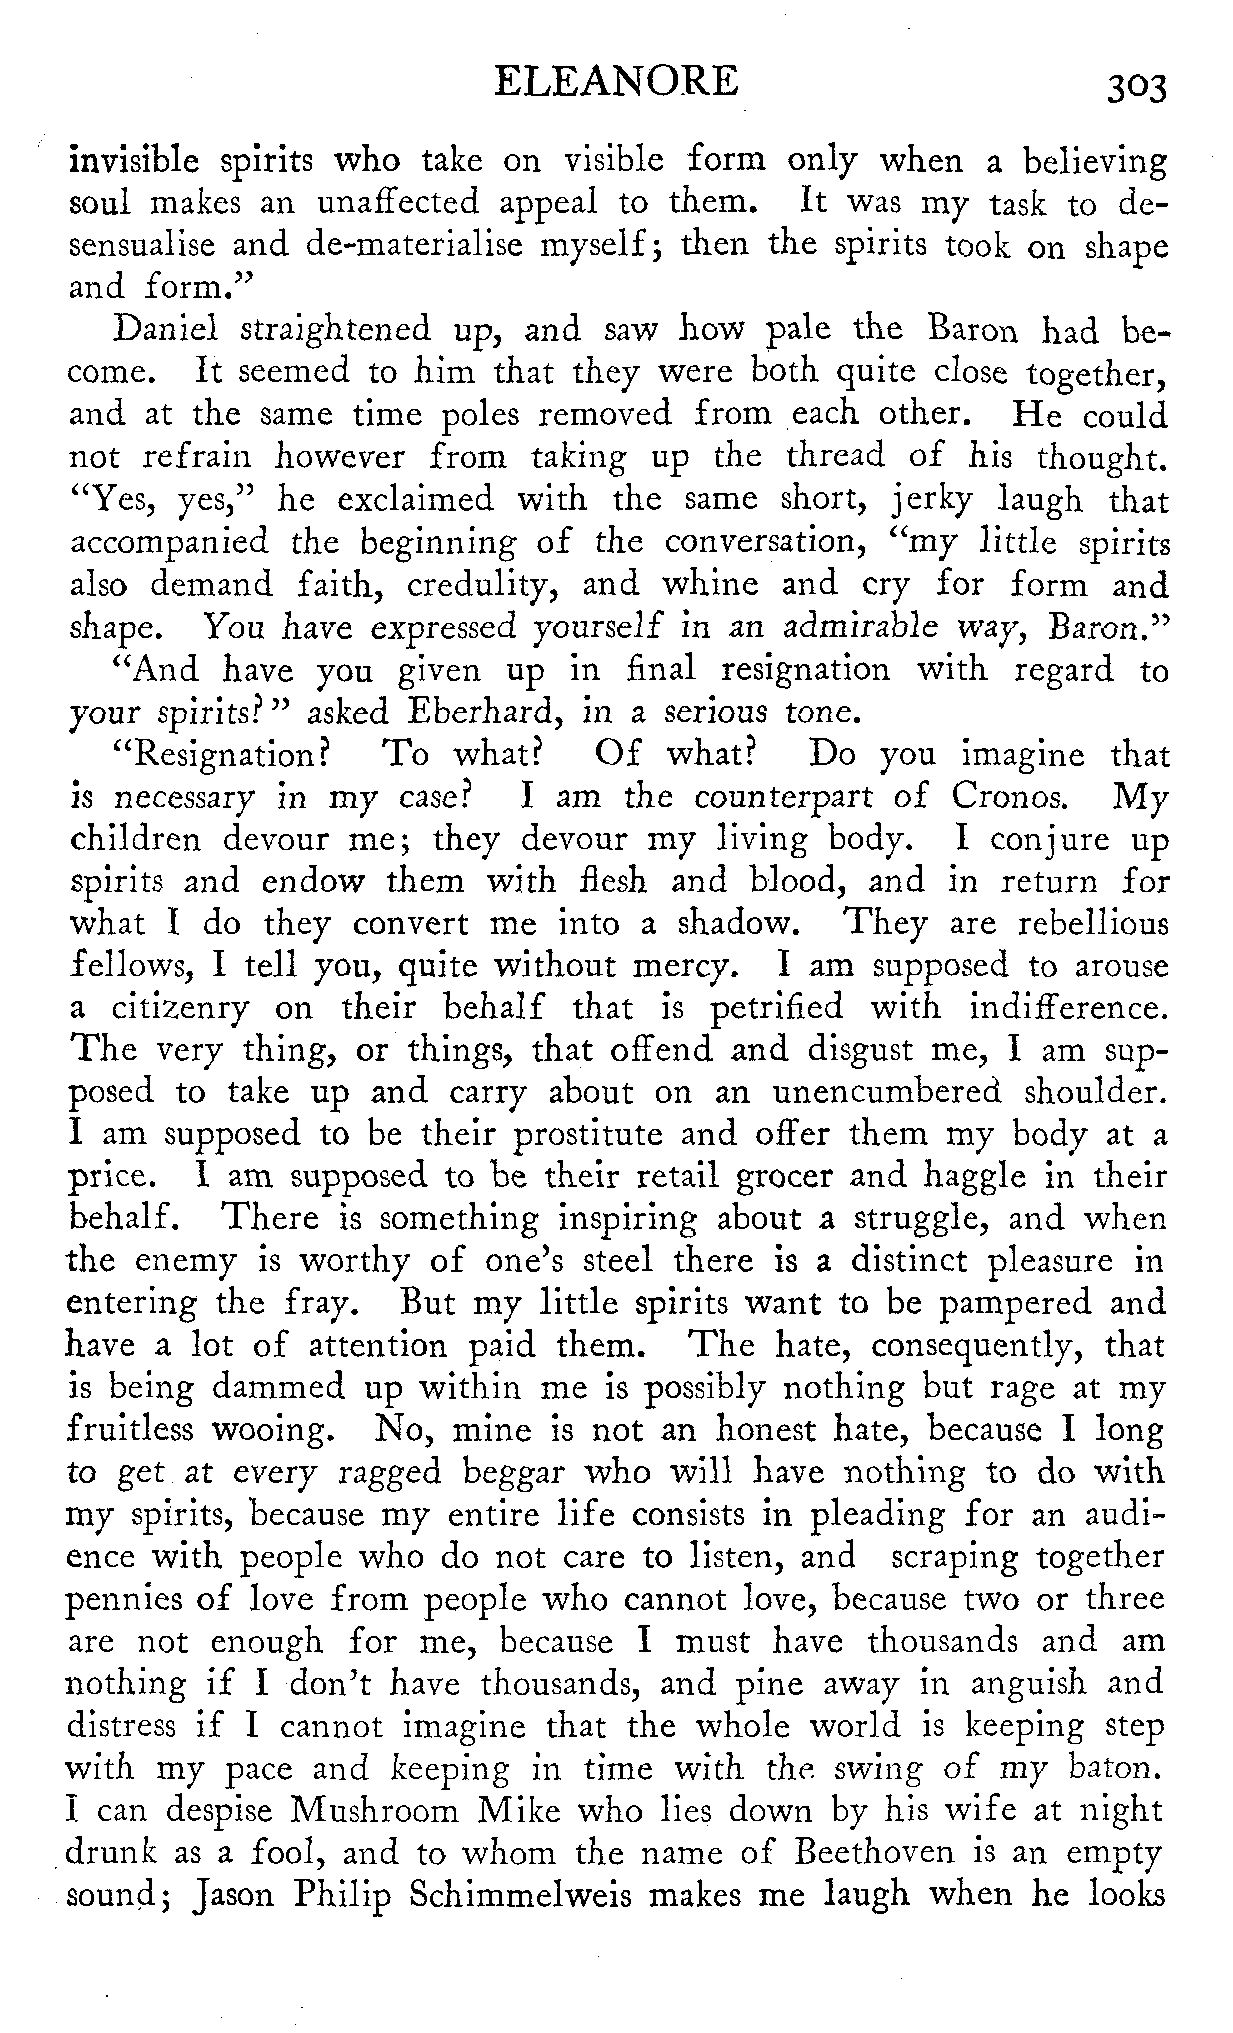 ELEANORE 303
invisible spirits who take on visible form only when a believing
soul makes an unaffected appeal to them. It was my task to de-
sensualise and de-materialise myself; then the spirits took on shape
and form.”
Daniel straightened up, and saw how pale the Baron had be-
come. It seemed to him that they were both quite close together,
and at the same time poles removed from each other. He could
not refrain however from taking up the thread of his thought.
“Yes, yes,” he exclaimed with the same short, jerky laugh that
accompanied the beginning of the conversation, “my little spirits
also demand faith, credulity, and whine and cry for form and
shape. You have expressed yourself in an admirable way, Baron.”
“And have you given up in final resignation with regard to
your spirits?” asked Eberhard, in a serious tone.
“Resignation? To what? Of what? Do you imagine that
is necessary in my case? I am the counterpart of Cronos. My
children devour me; they devour my living body. I conjure up
spirits and endow them with flesh and blood, and in return for
what I do they convert me into a shadow. They are rebellious
fellows, I tell you, quite without mercy. I am supposed to arouse
a citizenry on their behalf that is petrified with indifference.
The very thing, or things, that offend and disgust me, I am sup-
posed to take up and carry about on an unencumbered shoulder.
I am supposed to be their prostitute and offer them my body at a
price. I am supposed to be their retail grocer and haggle in their
behalf. There is something inspiring about a struggle, and when
the enemy is worthy of one’s steel there is a distinct pleasure in
entering the fray. But my little spirits want to be pampered and
have a lot of attention paid them. The hate, consequently, that
is being dammed up within me is possibly nothing but rage at my
fruitless wooing. No, mine is not an honest hate, because I long
to get at every ragged beggar who will have nothing to do with
my spirits, because my entire life consists in pleading for an audi-
ence with people who do not care to listen, and scraping together
pennies of love from people who cannot love, because two or three
are not enough for me, because I must have thousands and am
nothing if I don’t have thousands, and pine away in anguish and
distress if I cannot imagine that the whole world is keeping step
with my pace and keeping in time with the swing of my baton.
I can despise Mushroom Mike who lies down by his wife at night
drunk as a fool, and to whom the name of Beethoven is an empty
sound; Jason Philip Schimmelweis makes me laugh when he looks